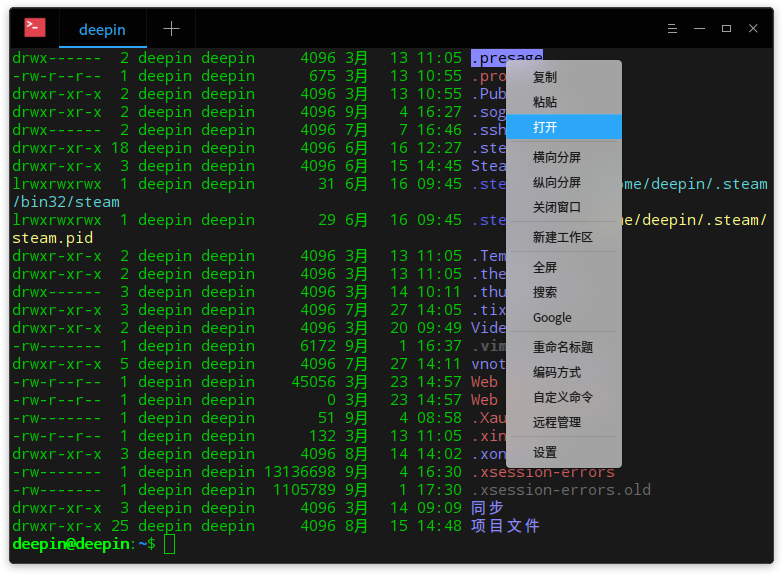 deepin
drwx------  2 deepin deepin     4096 3月  13 11:05 .presage
-rw-r--r--  1 deepin deepin      675 3月  13 10:55 .pro
drwxr-xr-x  2 deepin deepin     4096 3月  13 10:55 .Pub
drwxr-xr-x  2 deepin deepin     4096 9月   4 16:27 .sog
drwx------  2 deepin deepin     4096 7月   7 16:46 .ssh
drwxr-xr-x 18 deepin deepin     4096 6月  16 12:27 .ste
drwxr-xr-x  3 deepin deepin     4096 6月  15 14:45 Stea
lrwxrwxrwx  1 deepin deepin       31 6月  16 09:45 .ste me/deepin/.steam
/bin32/steam
lrwxrwxrwx  1 deepin deepin       29 6月  16 09:45 .ste e/deepin/.steam/
steam.pid
drwxr-xr-x  2 deepin deepin     4096 3月  13 11:05 .Tem
drwxr-xr-x  2 deepin deepin     4096 3月  13 11:05 .the
drwx------  3 deepin deepin     4096 3月  14 10:11 .thu
drwxr-xr-x  3 deepin deepin     4096 7月  27 14:05 .tix
drwxr-xr-x  2 deepin deepin     4096 3月  20 09:49 Vide
-rw-------  1 deepin deepin     6172 9月   1 16:37 .vim
drwxr-xr-x  5 deepin deepin     4096 7月  27 14:11 vnot
-rw-r--r--  1 deepin deepin    45056 3月  23 14:57 Web
-rw-r--r--  1 deepin deepin        0 3月  23 14:57 Web
-rw-------  1 deepin deepin       51 9月   4 08:58 .Xau
-rw-r--r--  1 deepin deepin      132 3月  13 11:05 .xin
drwxr-xr-x  3 deepin deepin     4096 8月  14 14:02 .xon
-rw-------  1 deepin deepin 13136698 9月   4 16:30 .xsession-errors
-rw-------  1 deepin deepin  1105789 9月   1 17:30 .xsession-errors.old
drwxr-xr-x  3 deepin deepin     4096 3月  14 09:09 同步
drwxr-xr-x 25 deepin deepin     4096 8月  15 14:48 项目文件
deepin@deepin:~$
复制
粘贴
打开
横向分屏
纵向分屏
关闭窗口
新建工作区
全屏
搜索
Google
重命名标题
编码方式
自定义命令
远程管理
设置